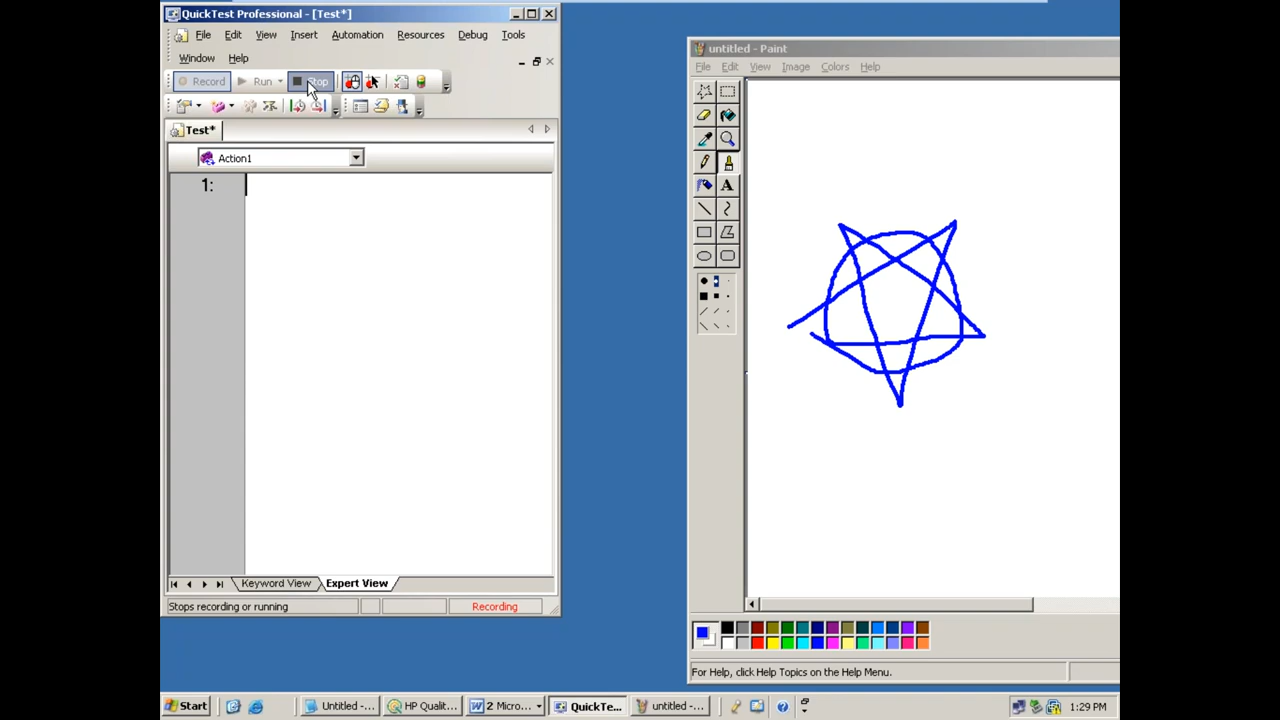 QuickTest Professional - [Test*]
File Edit View Insert Automation Resources Debug Tools
Window Help
Record Run Stop
Test*
Action1
1:
Keyword View Expert View
Stops recording or running Recording
untitled - Paint
File Edit View Image Colors Help
A
For Help, click Help Topics on the Help Menu.
Start Untitled -... HP Qualit... 2 Micro... QuickTe... untitled -... 1:29 PM